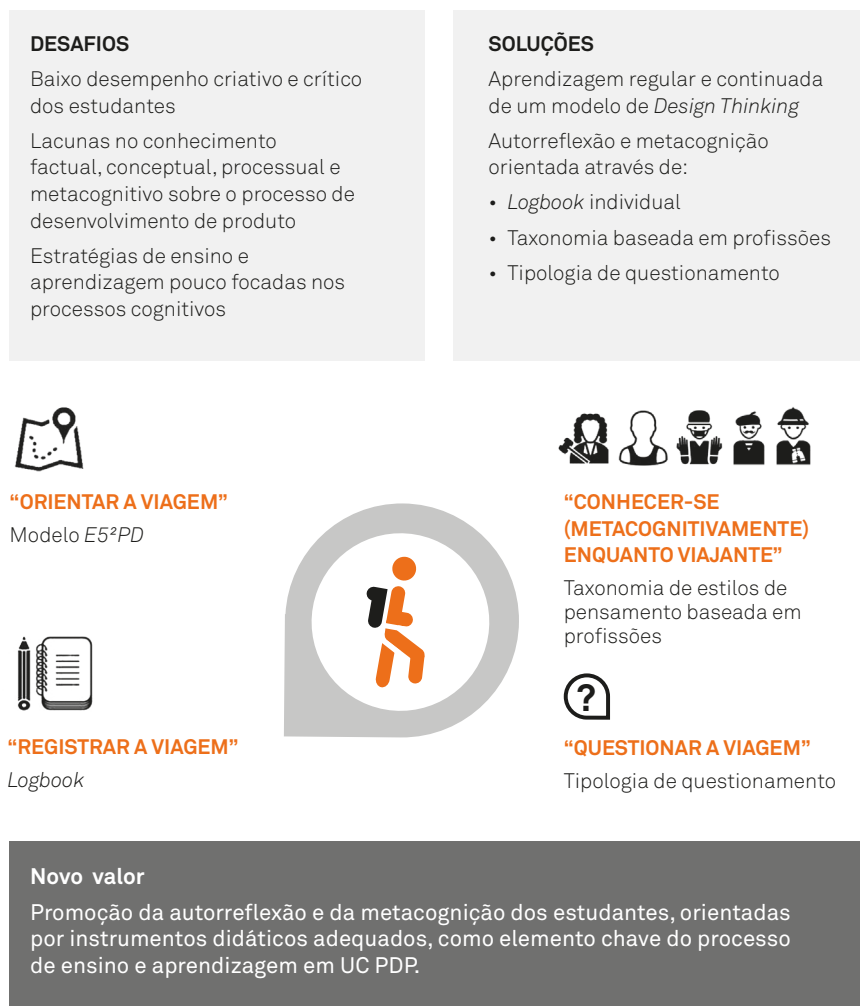 DESAFIOS
Baixo desempenho criativo e crítico
dos estudantes
Lacunas no conhecimento
factual, conceptual, processual e
metacognitivo sobre o processo de
desenvolvimento de produto
Estratégias de ensino e
aprendizagem pouco focadas nos
processos cognitivos
SOLUÇÕES
Aprendizagem regular e continuada
de um modelo de Design Thinking
Autorreflexão e metacognição
orientada através de:
• Logbook individual
• Taxonomia baseada em profissões
• Tipologia de questionamento
“ORIENTAR A VIAGEM”
Modelo E5²PD
“REGISTRAR A VIAGEM”
Logbook
“CONHECER-SE
(METACOGNITIVAMENTE)
ENQUANTO VIAJANTE”
Taxonomia de estilos de
pensamento baseada em
profissões
?
“QUESTIONAR A VIAGEM”
Tipologia de questionamento
Novo valor
Promoção da autorreflexão e da metacognição dos estudantes, orientadas
por instrumentos didáticos adequados, como elemento chave do processo
de ensino e aprendizagem em UC PDP.